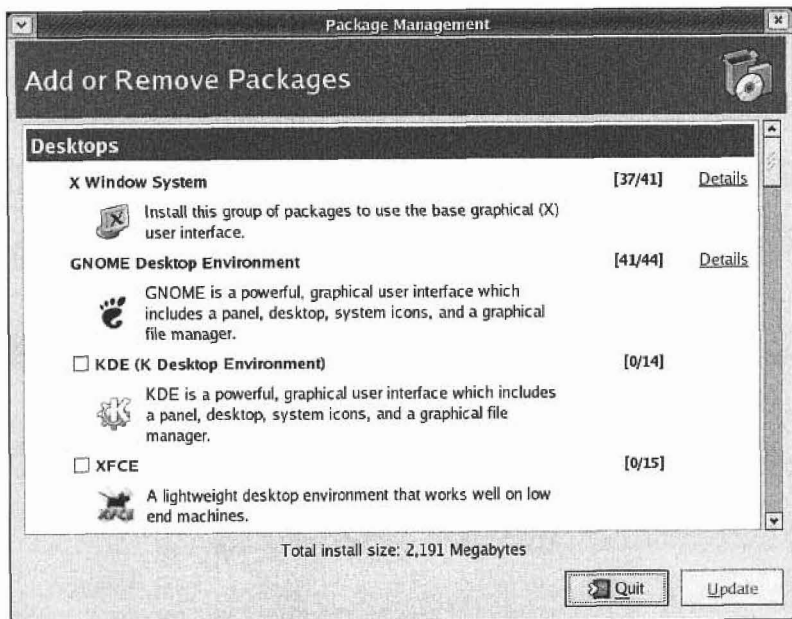 Package Management
Add or Remove Packages
Desktops
X Window System [37/41] Details
Install this group of packages to use the base graphical (X)
user interface.
GNOME Desktop Environment [41/44] Details
GNOME is a powerful, graphical user interface which
includes a panel, desktop, system icons, and a graphical
file manager.
KDE (K Desktop Environment) [0/14]
KDE is a powerful, graphical user interface which includes
a panel, desktop, system icons, and a graphical file
manager.
XFCE [0/15]
A lightweight desktop environment that works well on low
end machines.
Total install size: 2,191 Megabytes
Quit Update